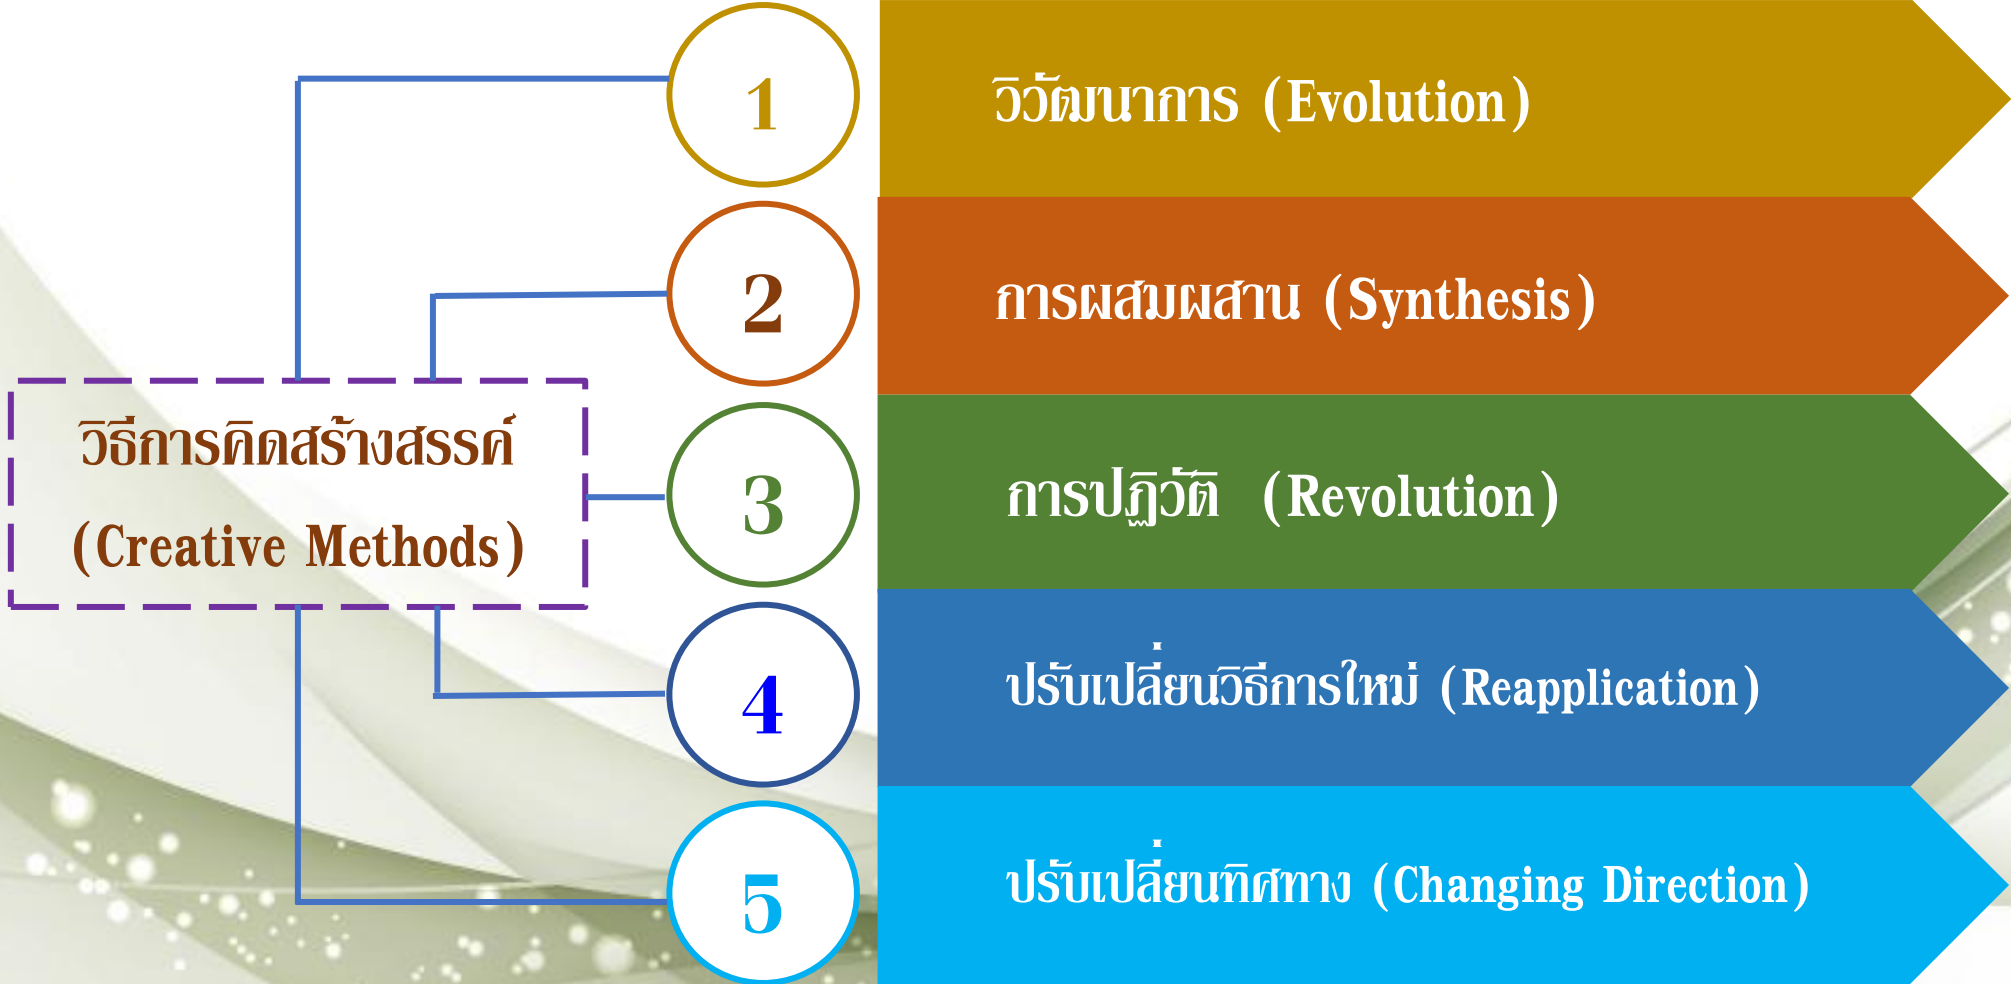 วิธีการคิดสร้างสรรค์
(Creative Methods)
1
วิวัฒนาการ (Evolution)
2
การผสมผสาน (Synthesis)
3
การปฏิวัติ (Revolution)
4
ปรับเปลี่ยนวิธีการใหม่ (Reapplication)
5
ปรับเปลี่ยนทิศทาง (Changing Direction)